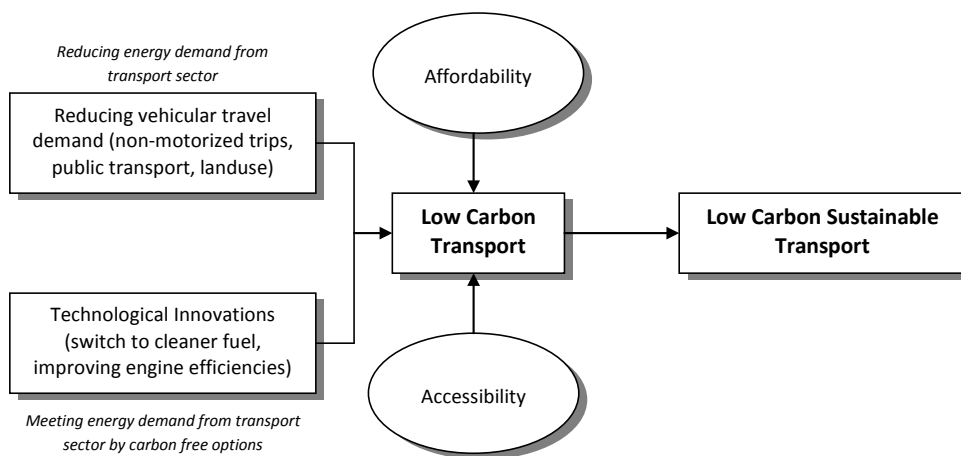 Reducing energy demand from
transport sector
Reducing vehicular travel
demand (non-motorized trips,
public transport, landuse)
Affordability
Low Carbon
Transport
Low Carbon Sustainable
Transport
Technological Innovations
(switch to cleaner fuel,
improving engine efficiencies)
Accessibility
Meeting energy demand from transport
sector by carbon free options